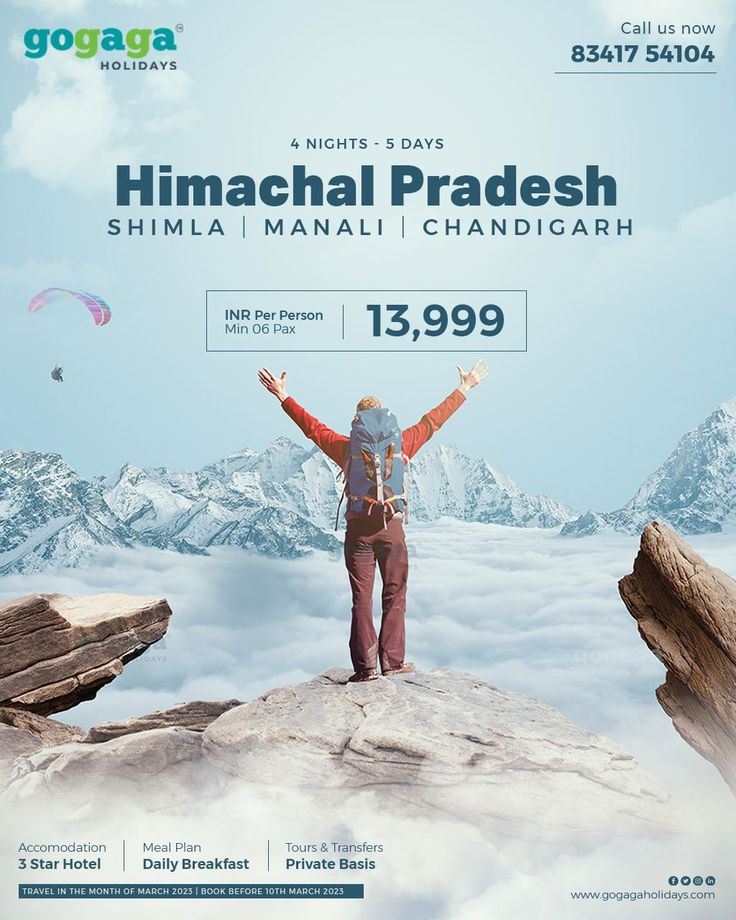 gogaga
HOLIDAYS
Call us now
83417 54104
4 NIGHTS - 5 DAYS
Himachal Pradesh
SHIMLA | MANALI | CHANDIGARH
INR Per Person
Min 06 Pax
13,999
gogaga
HOLIDAYS
Accomodation
3 Star Hotel
Meal Plan
Daily Breakfast
Tours & Transfers
Private Basis
TRAVEL IN THE MONTH OF MARCH 2023 | BOOK BEFORE 10TH MARCH 2023
www.gogagaholidays.com